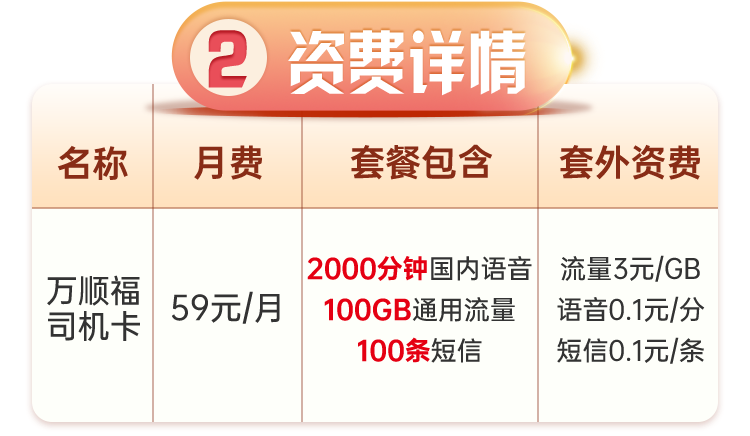 2 资费详情
名称 月费 套餐包含 套外资费
万顺福
司机卡
59元/月
2000分钟国内语音
100GB通用流量
100条短信
流量3元/GB
语音0.1元/分
短信0.1元/条